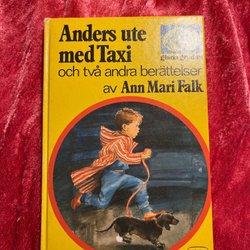 Anders ute
med Taxi
och två andra berättelser
av Ann Mari Falk